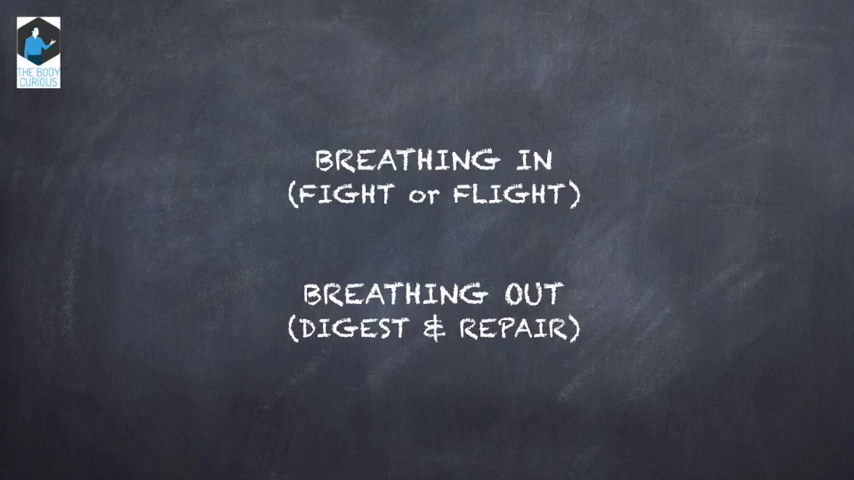 THE BODY
CURIOUS
BREATHING IN
(FIGHT or FLIGHT)
BREATHING OUT
(DIGEST & REPAIR)